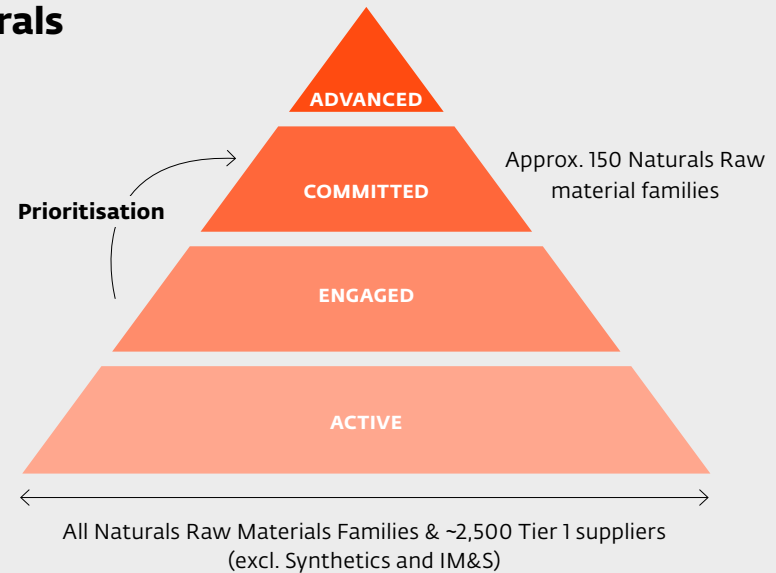 rals
ADVANCED
Approx. 150 Naturals Raw
material families
COMMITTED
Prioritisation
ENGAGED
ACTIVE
All Naturals Raw Materials Families & ~2,500 Tier 1 suppliers
(excl. Synthetics and IM&S)